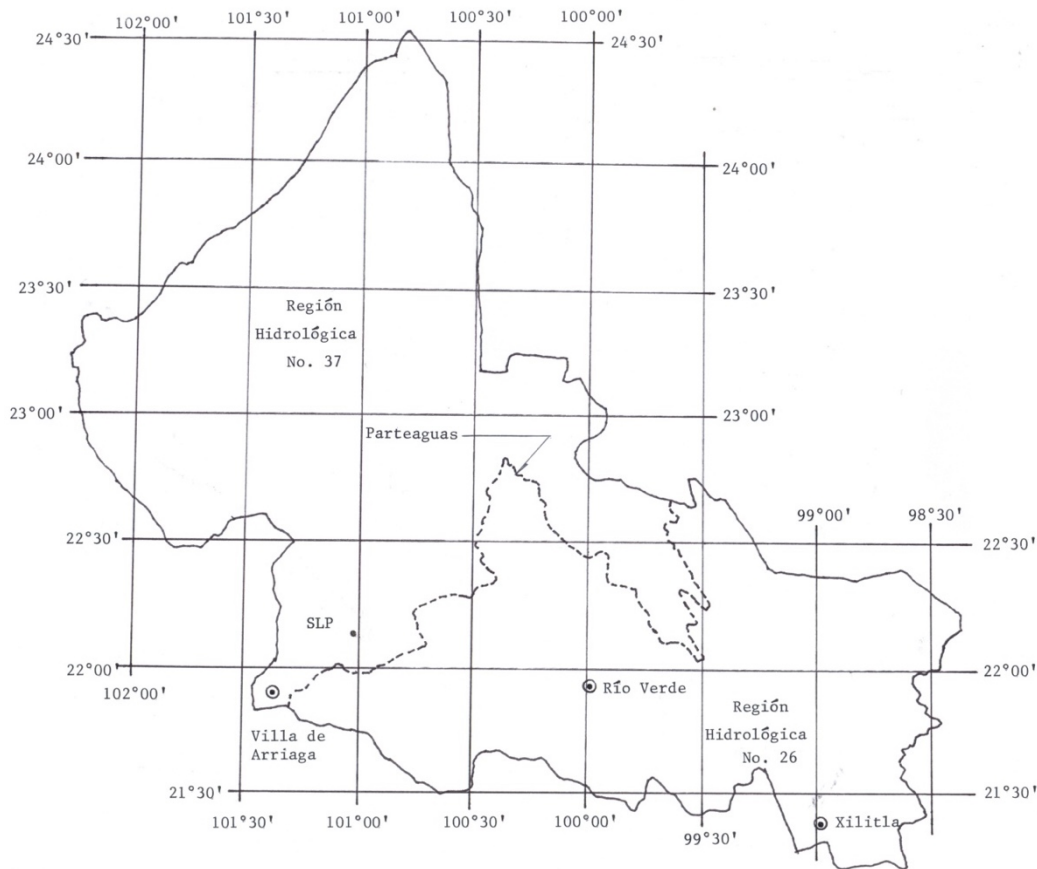 102°00'
101°30'
101°00'
100°30'
100°00'
24°30'
24°30'
24°00'
24°00'
23°30'
23°30'
Región
Hidrológica
No. 37
23°00'
23°00'
Parteaguas
99°00'
98°30'
22°30'
22°30'
SLP
22°00'
22°00'
102°00'
Río Verde
Villa de
Arriaga
Región
Hidrológica
No. 26
21°30'
21°30'
101°30'
101°00'
100°30'
100°00'
99°30'
Xilitla